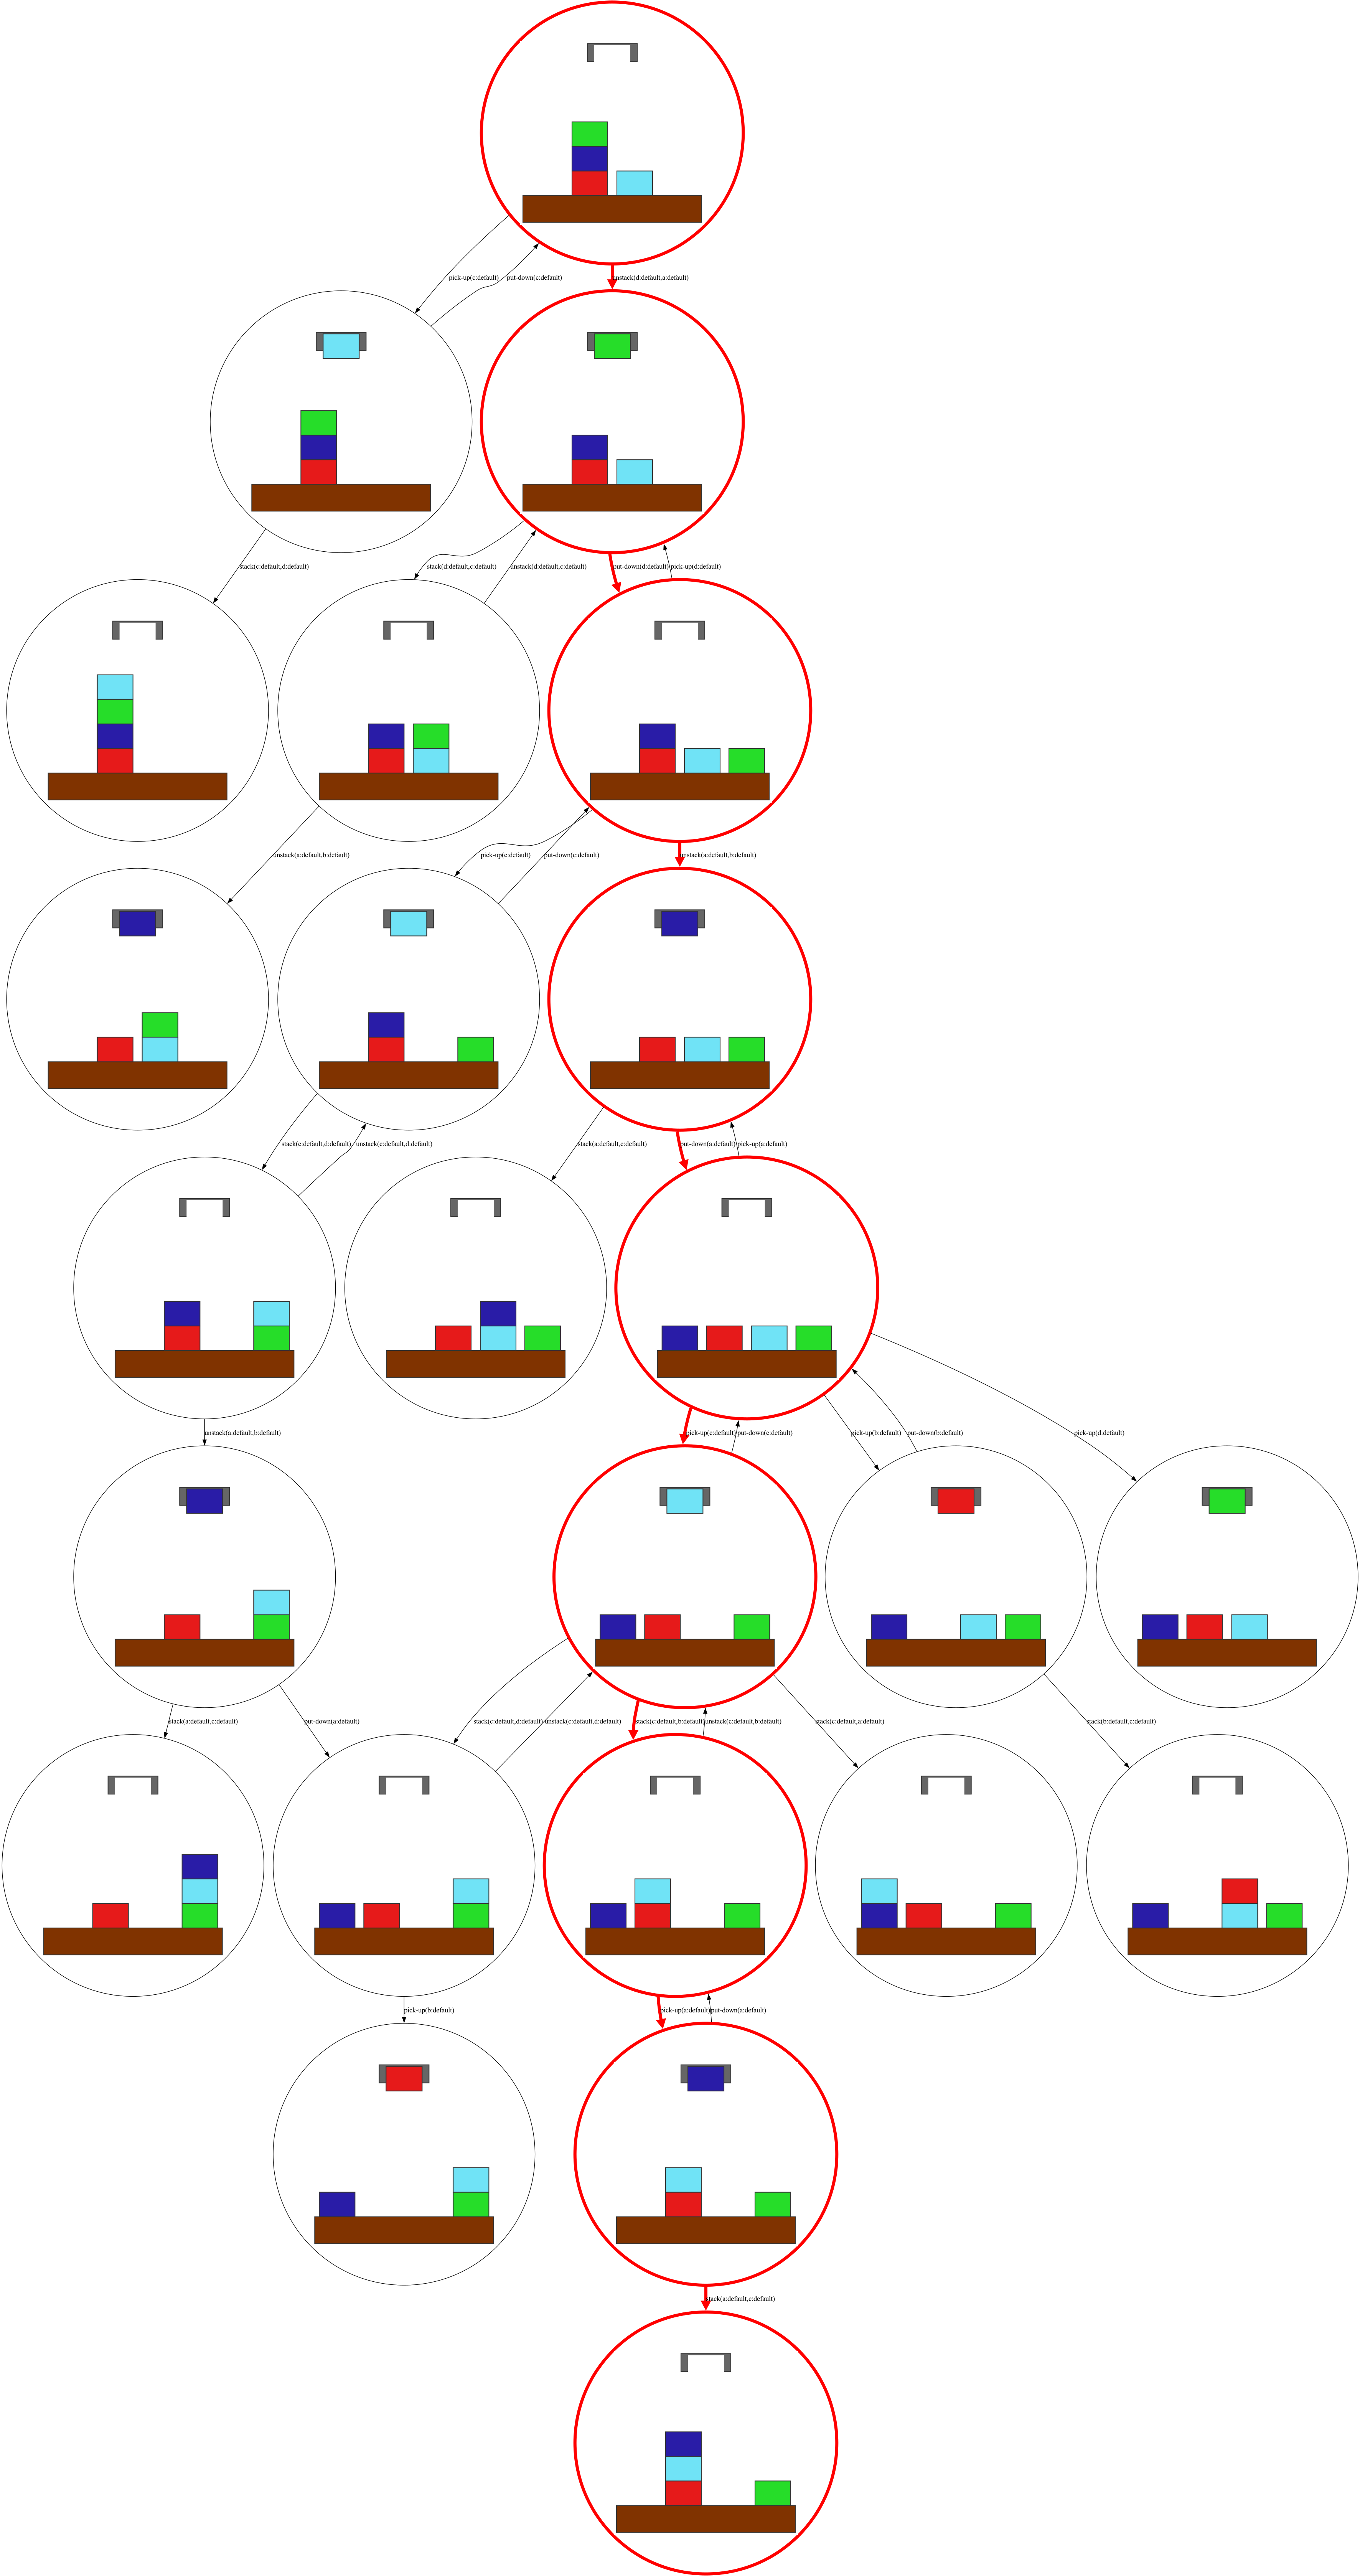 pick-up(c:default)
put-down(c:default)
unstack(d:default,a:default)
stack(c:default,d:default)
stack(d:default,c:default)
unstack(d:default,c:default)
put-down(d:default)
pick-up(d:default)
unstack(a:default,b:default)
pick-up(c:default)
put-down(c:default)
unstack(a:default,b:default)
stack(c:default,d:default)
unstack(c:default,d:default)
stack(a:default,c:default)
put-down(a:default)
pick-up(a:default)
unstack(a:default,b:default)
pick-up(c:default)
put-down(c:default)
pick-up(b:default)
put-down(b:default)
pick-up(d:default)
stack(a:default,c:default)
put-down(a:default)
stack(c:default,d:default)
unstack(c:default,d:default)
stack(c:default,b:default)
unstack(c:default,b:default)
stack(c:default,a:default)
stack(b:default,c:default)
pick-up(b:default)
pick-up(a:default)
put-down(a:default)
stack(a:default,c:default)